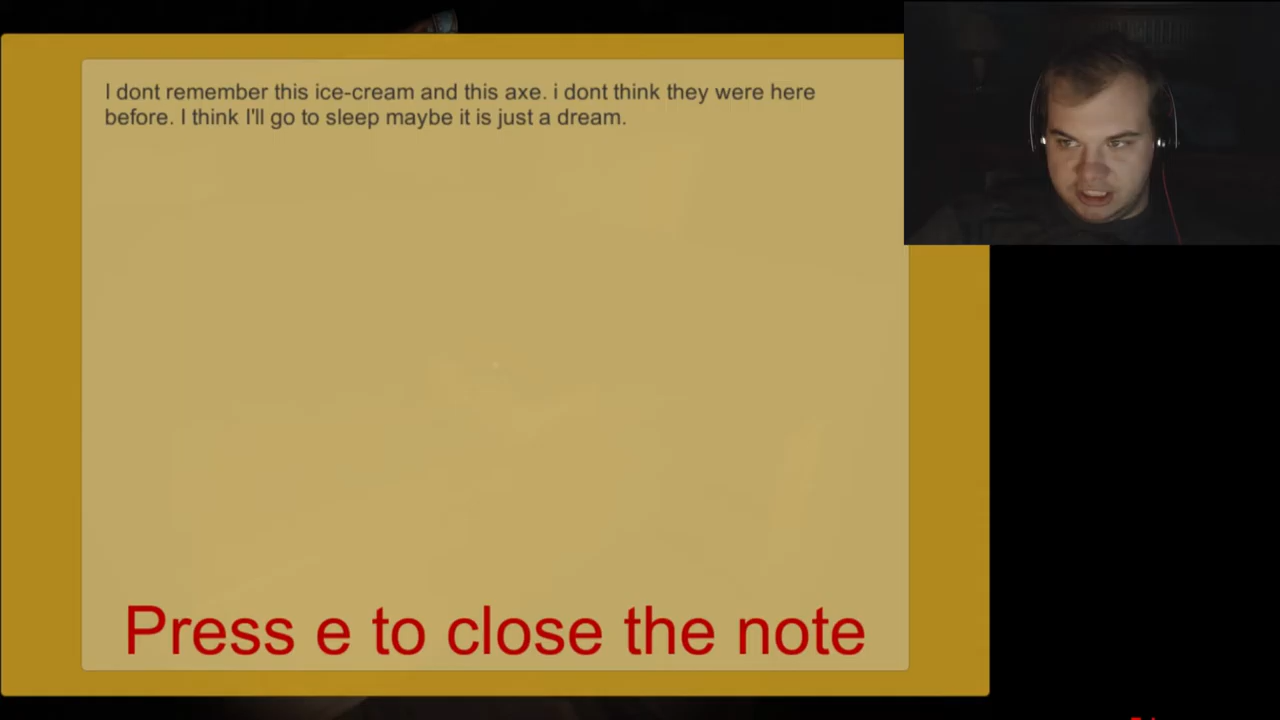 I dont remember this ice-cream and this axe. i dont think they were here
before. I think I'll go to sleep maybe it is just a dream.
Press e to close the note